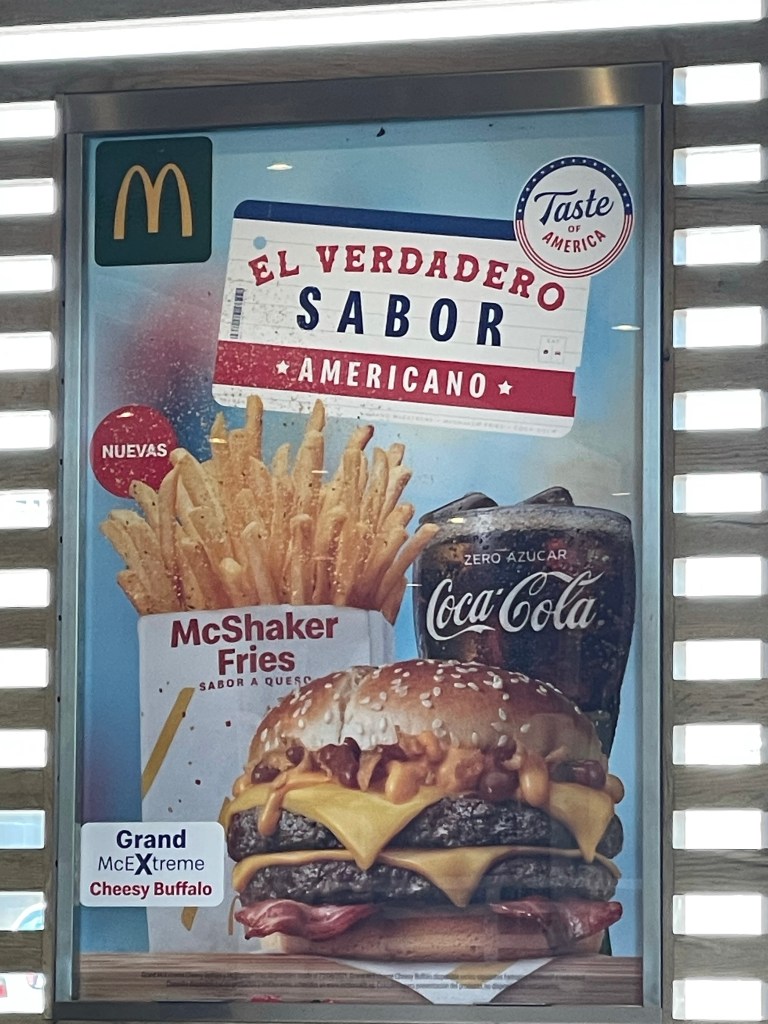 Taste
OF
AMERICA
EL VERDADERO
SABOR
AMERICANO
NUEVAS
ZERO AZÚCAR
Coca-Cola
McShaker
Fries
SABOR A QUESO
Grand
McEXtreme
Cheesy Buffalo